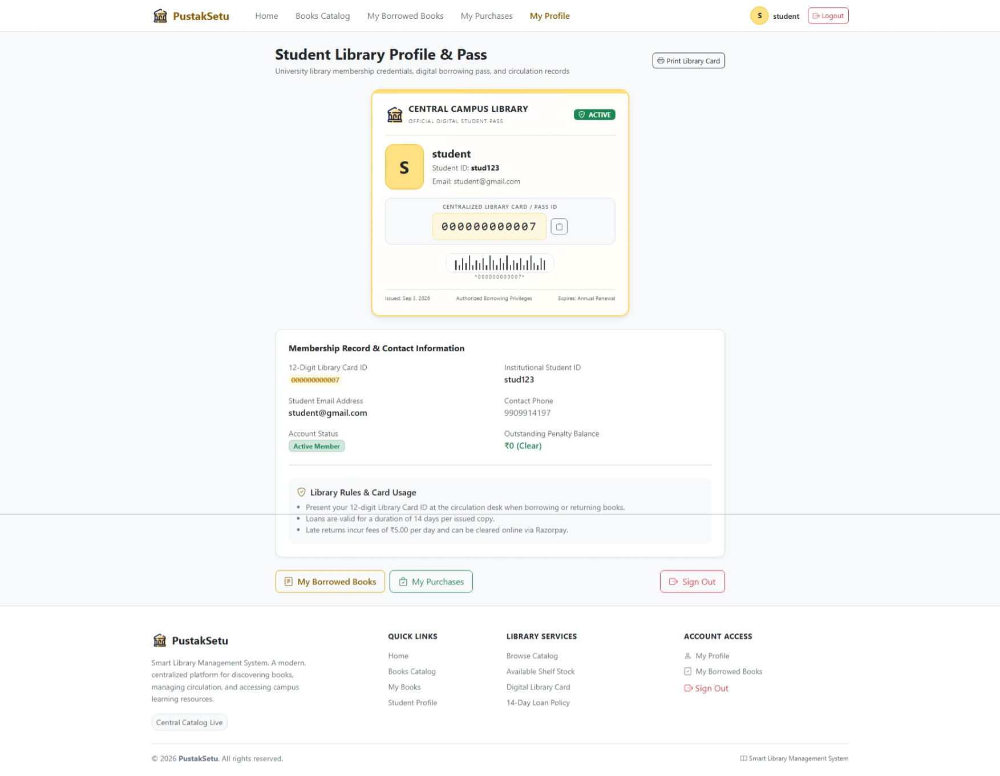 PustakSetu
Home
Books Catalog
My Borrowed Books
My Purchases
My Profile
S
student
Logout
Student Library Profile & Pass
University library membership credentials, digital borrowing pass, and circulation records
Print Library Card
CENTRAL CAMPUS LIBRARY
OFFICIAL DIGITAL STUDENT PASS
ACTIVE
S
student
Student ID: stud123
Email: student@gmail.com
CENTRALIZED LIBRARY CARD / PASS ID
000000000007
*000000000007*
Issued: Sep 3, 2026
Authorized Borrowing Privileges
Expires: Annual Renewal
Membership Record & Contact Information
12-Digit Library Card ID
000000000007
Institutional Student ID
stud123
Student Email Address
student@gmail.com
Contact Phone
9909914197
Account Status
Active Member
Outstanding Penalty Balance
₹0 (Clear)
Library Rules & Card Usage
• Present your 12-digit Library Card ID at the circulation desk when borrowing or returning books.
• Loans are valid for a duration of 14 days per issued copy.
• Late returns incur fees of ₹5.00 per day and can be cleared online via Razorpay.
My Borrowed Books
My Purchases
Sign Out
PustakSetu
Smart Library Management System. A modern,
centralized platform for discovering books,
managing circulation, and accessing campus
learning resources.
Central Catalog Live
QUICK LINKS
Home
Books Catalog
My Books
Student Profile
LIBRARY SERVICES
Browse Catalog
Available Shelf Stock
Digital Library Card
14-Day Loan Policy
ACCOUNT ACCESS
My Profile
My Borrowed Books
Sign Out
© 2026 PustakSetu. All rights reserved.
Smart Library Management System